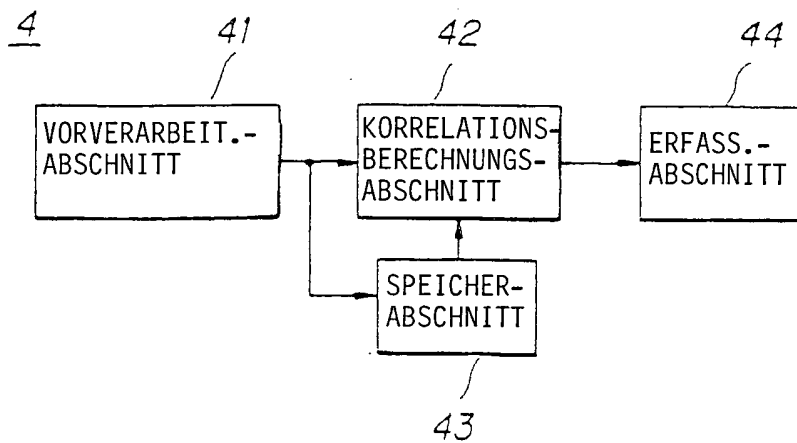 4
41
42
44
VORVERARBEIT.-
ABSCHNITT
KORRELATIONS-
BERECHNUNGS-
ABSCHNITT
ERFASS.-
ABSCHNITT
SPEICHER-
ABSCHNITT
43